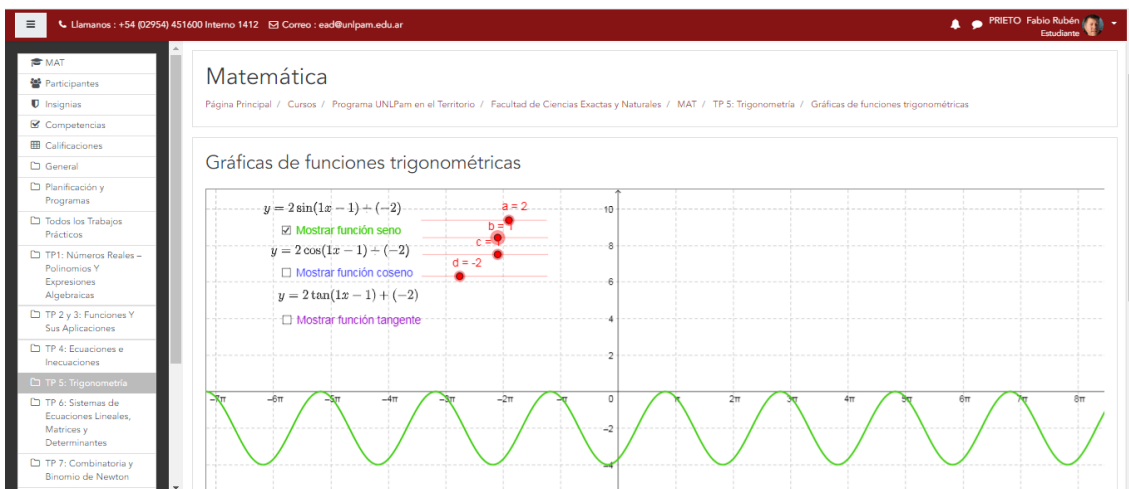 Llamanos : +54 (02954) 451600 Interno 1412 Correo : ead@unlpam.edu.ar
PRIETO Fabio Rubén
Estudiante
MAT
Participantes
Insignias
Competencias
Calificaciones
General
Planificación y
Programas
Todos los Trabajos
Prácticos
TP1: Números Reales –
Polinomios Y
Expresiones
Algebraicas
TP 2 y 3: Funciones Y
Sus Aplicaciones
TP 4: Ecuaciones e
Inecuaciones
TP 5: Trigonometría
TP 6: Sistemas de
Ecuaciones Lineales,
Matrices y
Determinantes
TP 7: Combinatoria y
Binomio de Newton
Matemática
Página Principal / Cursos / Programa UNLPam en el Territorio / Facultad de Ciencias Exactas y Naturales / MAT / TP 5: Trigonometría / Gráficas de funciones trigonométricas
Gráficas de funciones trigonométricas
y = 2 sin(1x − 1) + (−2)
Mostrar función seno
y = 2 cos(1x − 1) + (−2)
Mostrar función coseno
y = 2 tan(1x − 1) + (−2)
Mostrar función tangente
a = 2
b = 1
c = 1
d = -2
10
8
6
4
2
−7π −6π −5π −4π −3π −2π −π 0 π 2π 3π 4π 5π 6π 7π 8π
−2
−4